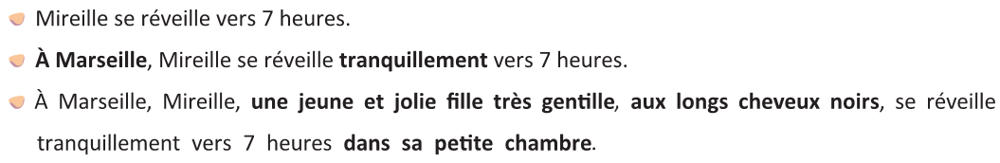 Mireille se réveille vers 7 heures.
À Marseille, Mireille se réveille tranquillement vers 7 heures.
À Marseille, Mireille, une jeune et jolie fille très gentille, aux longs cheveux noirs, se réveille
tranquillement vers 7 heures dans sa petite chambre.